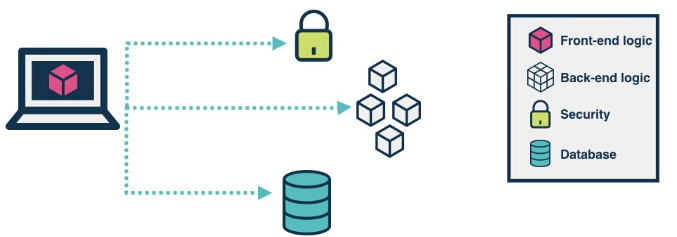 Front-end logic
Back-end logic
Security
Database